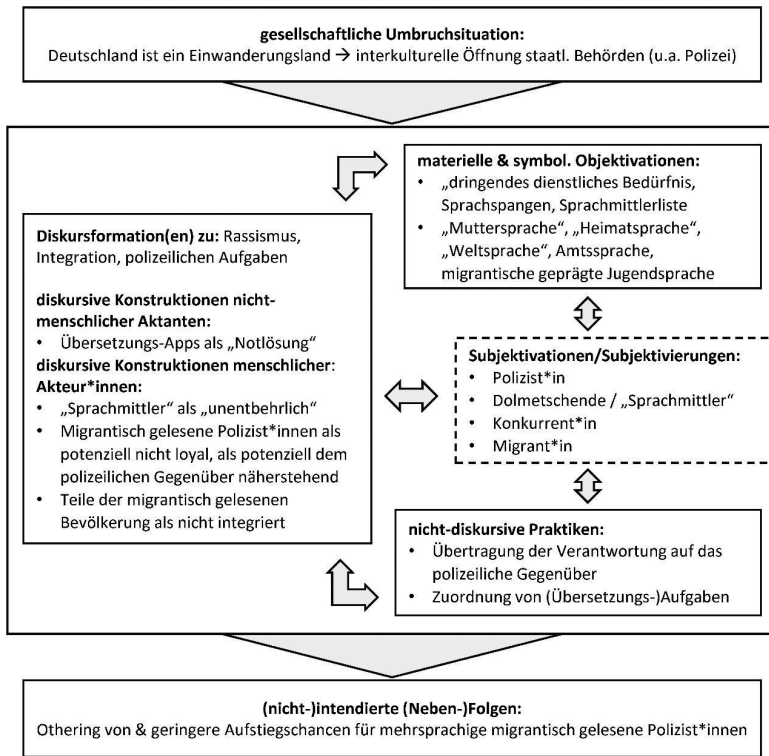 gesellschaftliche Umbruchsituation:
Deutschland ist ein Einwanderungsland → interkulturelle Öffnung staatl. Behörden (u.a. Polizei)
Diskursformation(en) zu: Rassismus,
Integration, polizeilichen Aufgaben
diskursive Konstruktionen nicht-
menschlicher Aktanten:
• Übersetzungs-Apps als „Notlösung“
diskursive Konstruktionen menschlicher:
Akteur*innen:
• „Sprachmittler“ als „unentbehrlich“
• Migrantisch gelesene Polizist*innen als
potenziell nicht loyal, als potenziell dem
polizeilichen Gegenüber näherstehend
• Teile der migrantisch gelesenen
Bevölkerung als nicht integriert
materielle & symbol. Objektivationen:
• „dringendes dienstliches Bedürfnis,
Sprachspangen, Sprachmittlerliste
• „Muttersprache“, „Heimatsprache“,
„Weltsprache“, Amtssprache,
migrantische geprägte Jugendsprache
Subjektivationen/Subjektivierungen:
• Polizist*in
• Dolmetschende / „Sprachmittler“
• Konkurrent*in
• Migrant*in
nicht-diskursive Praktiken:
• Übertragung der Verantwortung auf das
polizeiliche Gegenüber
• Zuordnung von (Übersetzungs-)Aufgaben
(nicht-)intendierte (Neben-)Folgen:
Othering von & geringere Aufstiegschancen für mehrsprachige migrantisch gelesene Polizist*innen